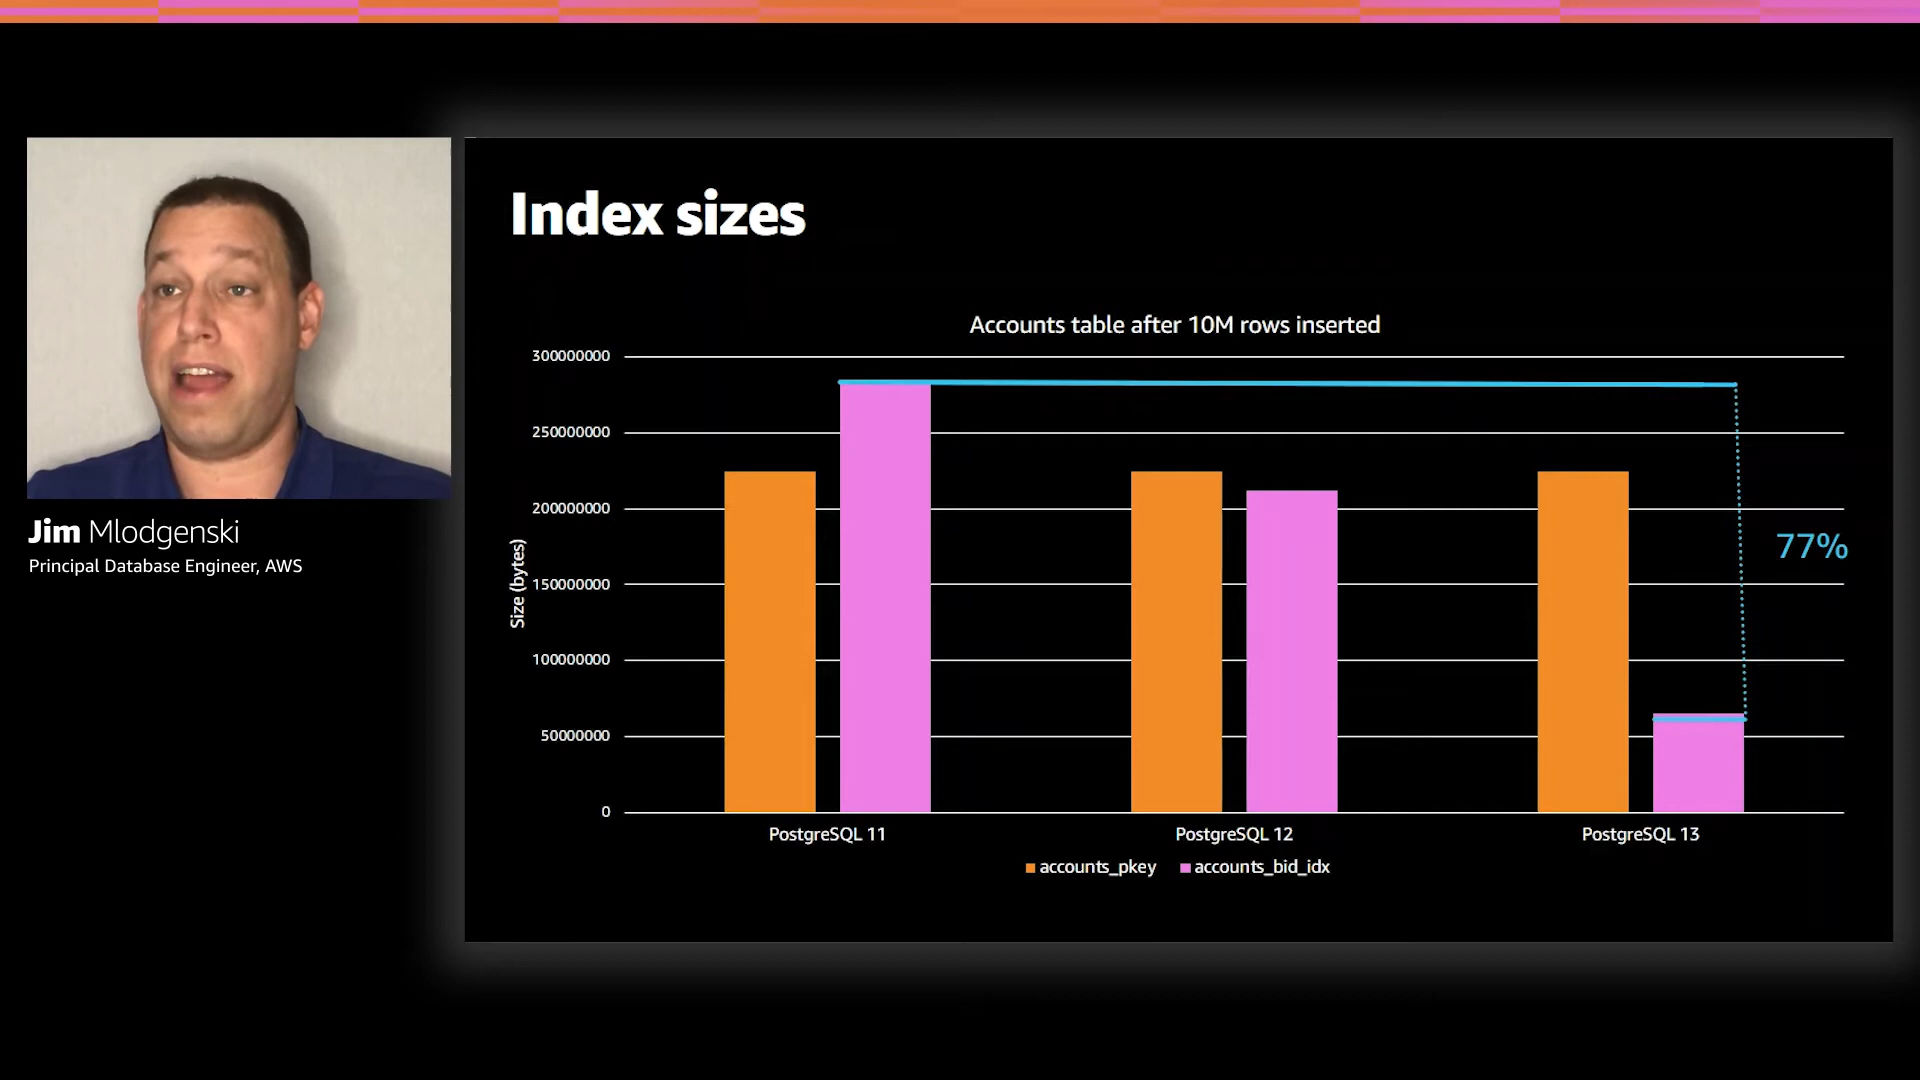 Jim Mlodgenski
Principal Database Engineer, AWS
Index sizes
Accounts table after 10M rows inserted
Size (bytes)
300000000
250000000
200000000
150000000
100000000
50000000
0
77%
PostgreSQL 11
PostgreSQL 12
PostgreSQL 13
accounts_pkey
accounts_bid_idx